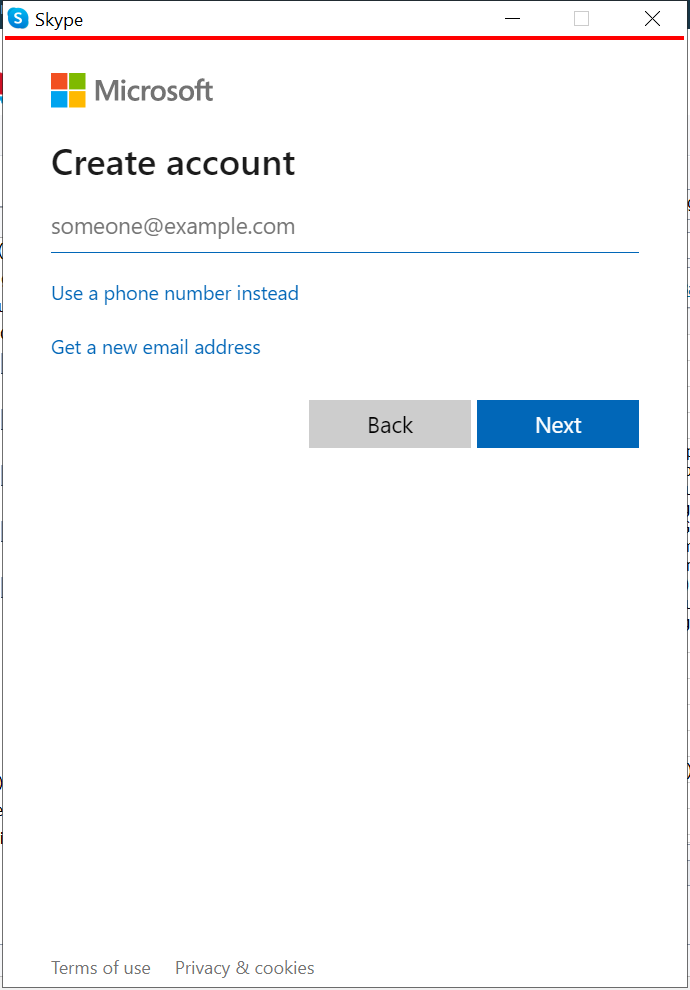 Skype
Microsoft
Create account
someone@example.com
Use a phone number instead
Get a new email address
Back Next
Terms of use Privacy & cookies